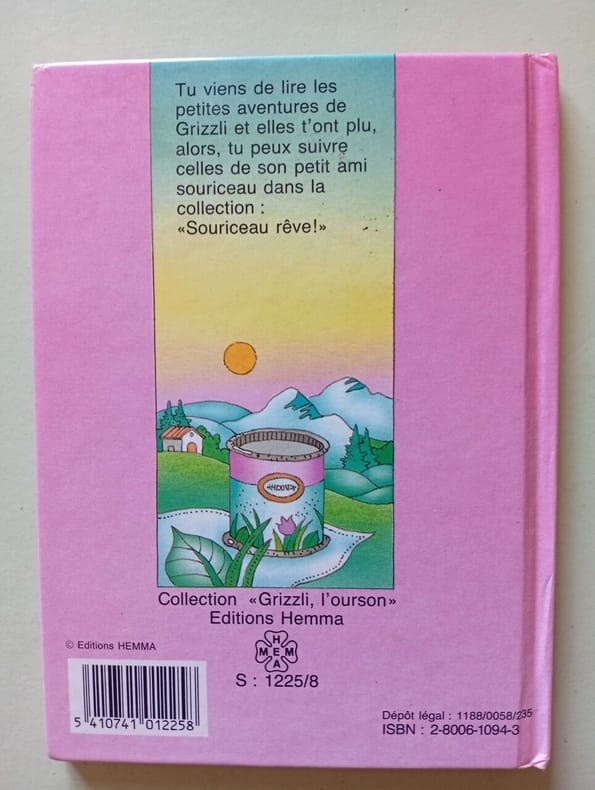 Tu viens de lire les
petites aventures de
Grizzli et elles t'ont plu,
alors, tu peux suivre
celles de son petit ami
souriceau dans la
collection :
«Souriceau rêve!»
Collection «Grizzli, l'ourson»
Editions Hemma
© Editions HEMMA
HEMMA
S : 1225/8
5 410741 012258
Dépôt légal : 1188/0058/235
ISBN : 2-8006-1094-3